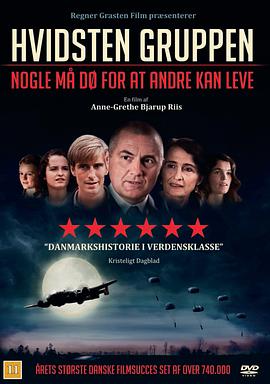 Regner Grasten Film præsenterer
HVIDSTEN GRUPPEN
NOGLE MÅ DØ FOR AT ANDRE KAN LEVE
En film af
Anne-Grethe Bjarup Riis
"DANMARKSHISTORIE I VERDENSKLASSE"
Kristeligt Dagblad
11
ÅRETS STØRSTE DANSKE FILMSUCCES SET AF OVER 740.000
DVD
VIDEO